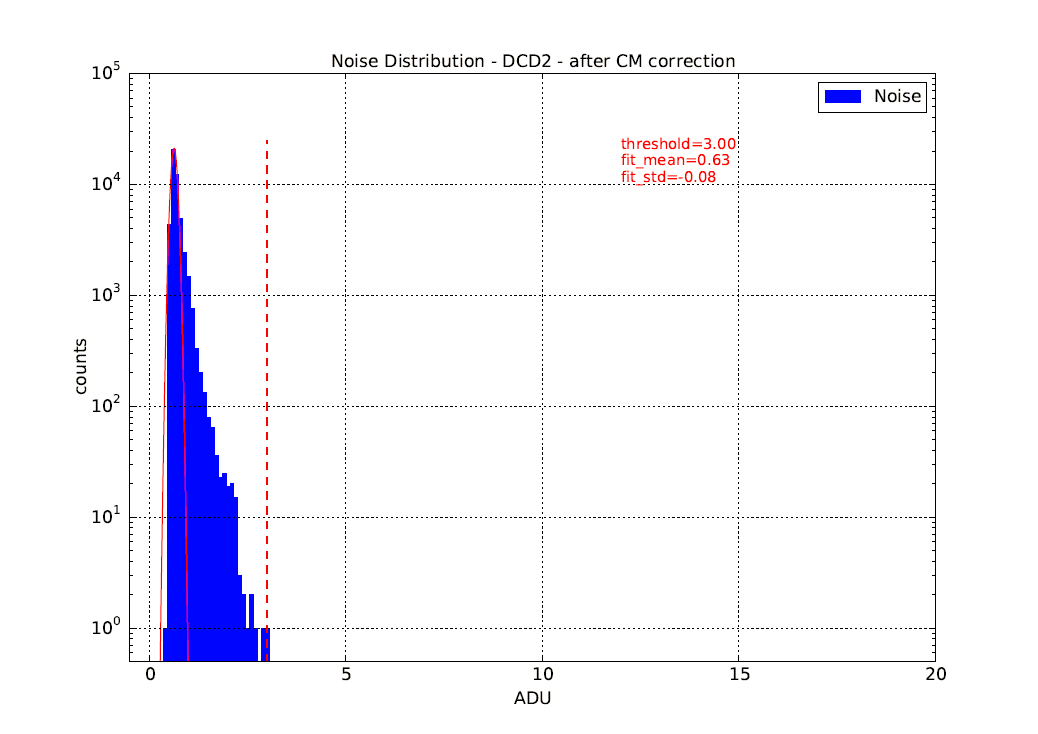 Noise Distribution - DCD2 - after CM correction
10^5
Noise
threshold=3.00
fit_mean=0.63
10^4
fit_std=-0.08
10^3
counts
10^2
10^1
10^0
0 5 10 15 20
ADU